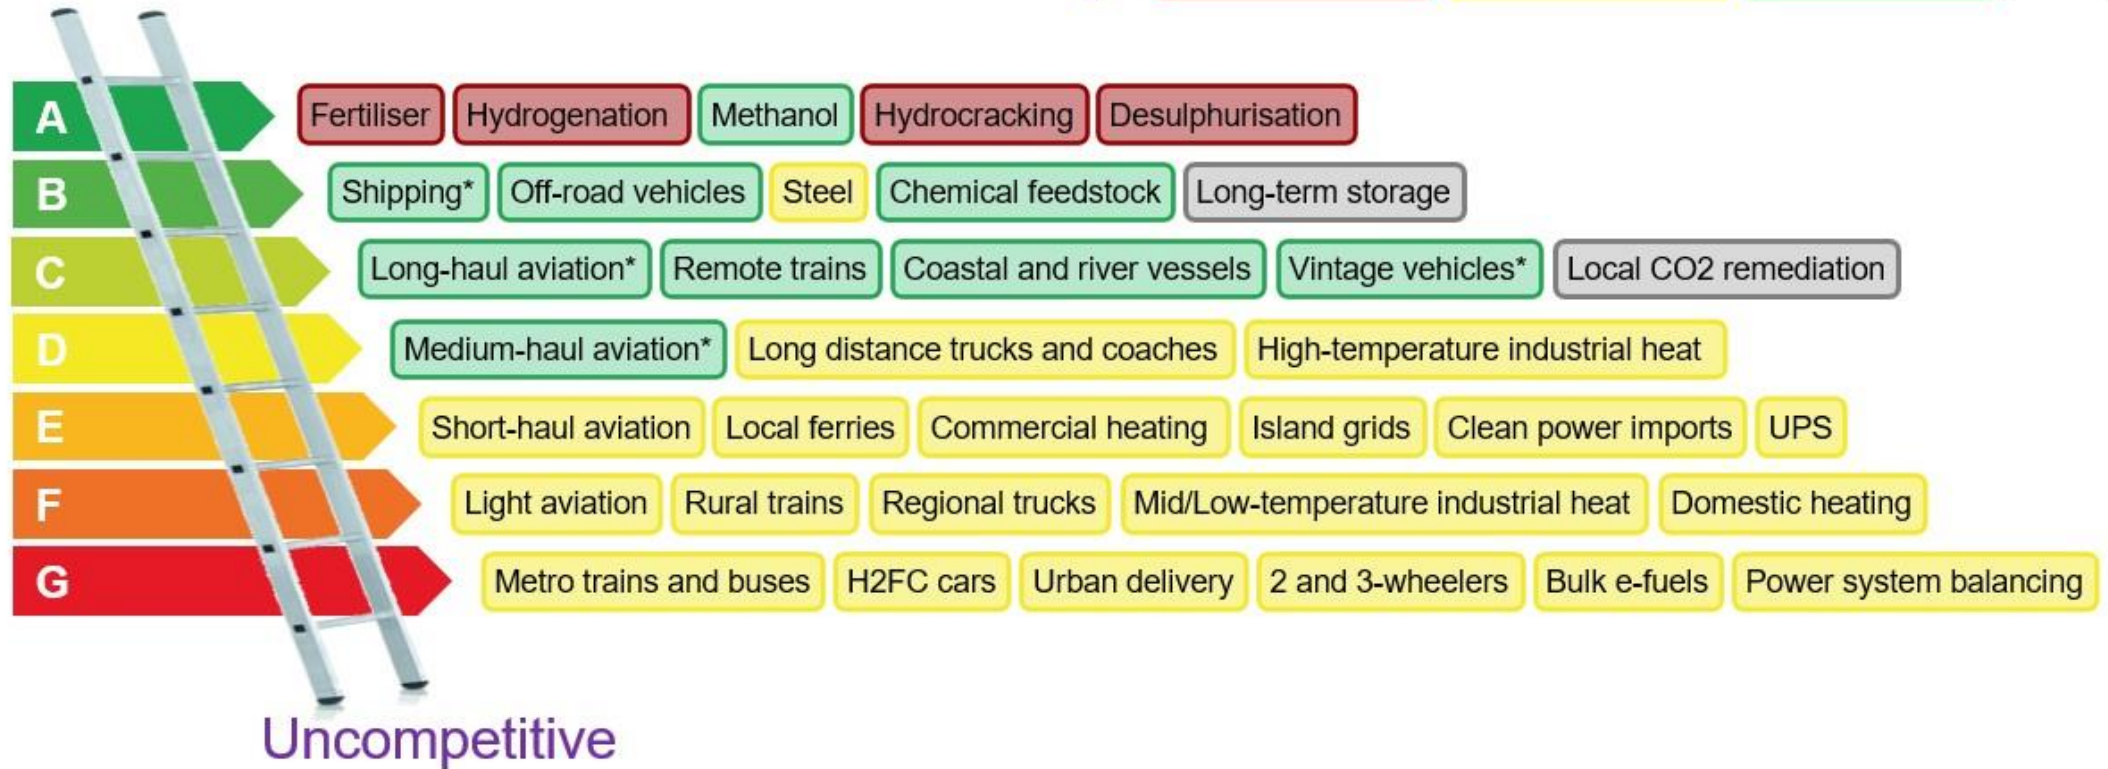 A Fertiliser Hydrogenation Methanol Hydrocracking Desulphurisation
B Shipping* Off-road vehicles Steel Chemical feedstock Long-term storage
C Long-haul aviation* Remote trains Coastal and river vessels Vintage vehicles* Local CO2 remediation
D Medium-haul aviation* Long distance trucks and coaches High-temperature industrial heat
E Short-haul aviation Local ferries Commercial heating Island grids Clean power imports UPS
F Light aviation Rural trains Regional trucks Mid/Low-temperature industrial heat Domestic heating
G Metro trains and buses H2FC cars Urban delivery 2 and 3-wheelers Bulk e-fuels Power system balancing
Uncompetitive